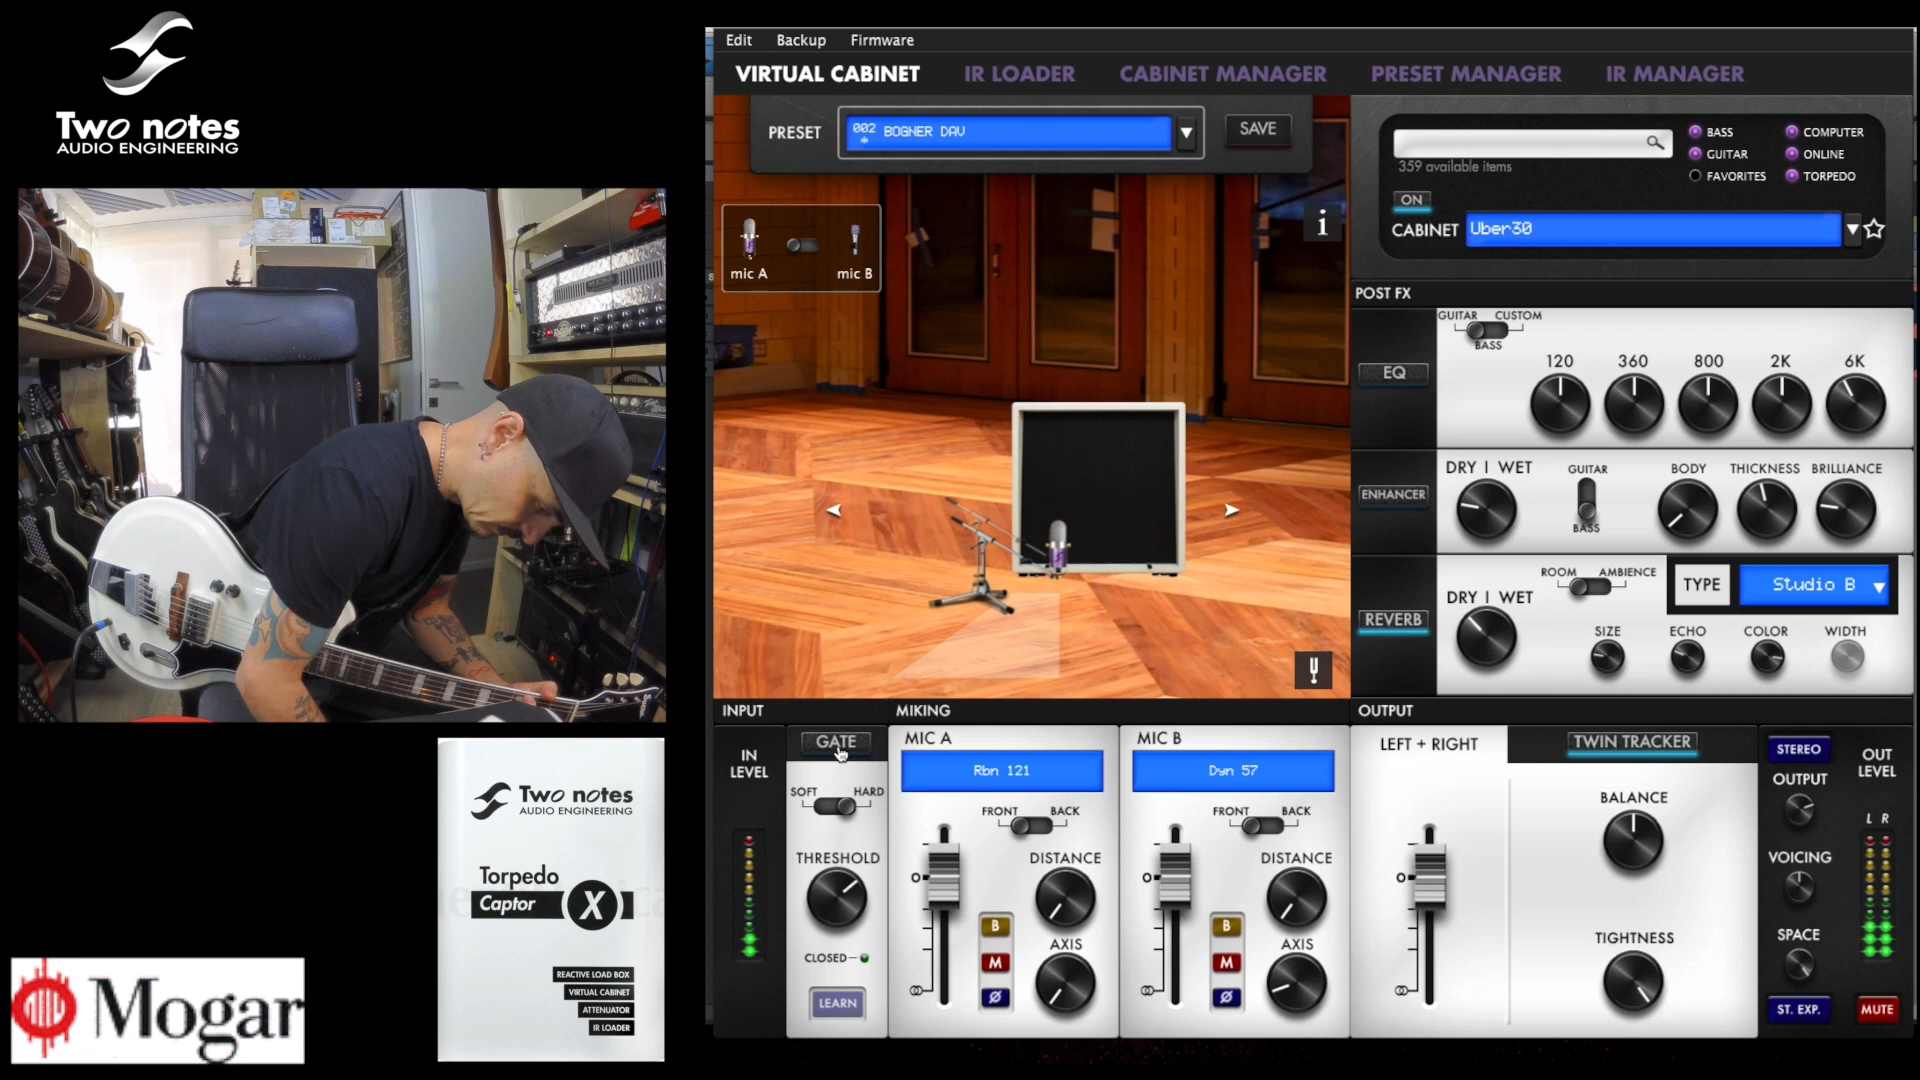 Two notes
AUDIO ENGINEERING
Edit Backup Firmware
VIRTUAL CABINET IR LOADER CABINET MANAGER PRESET MANAGER IR MANAGER
PRESET 002 BOGNER DAV SAVE
*
mic A mic B
i
359 available items
BASS COMPUTER
GUITAR ONLINE
FAVORITES TORPEDO
ON
CABINET Uber30
POST FX
EQ
GUITAR CUSTOM
BASS
120 360 800 2K 6K
ENHANCER
DRY | WET GUITAR BODY THICKNESS BRILLIANCE
BASS
REVERB
DRY | WET
ROOM AMBIENCE TYPE Studio B
SIZE ECHO COLOR WIDTH
INPUT MIKING OUTPUT
IN
LEVEL
GATE
SOFT HARD
THRESHOLD
CLOSED
LEARN
MIC A
Rbn 121
FRONT BACK
DISTANCE
O
B
AXIS
M
Ø
MIC B
Dyn 57
FRONT BACK
DISTANCE
O
B
AXIS
M
Ø
LEFT + RIGHT
O
TWIN TRACKER
BALANCE
TIGHTNESS
STEREO
OUTPUT
VOICING
SPACE
ST. EXP.
OUT
LEVEL
L R
MUTE
Two notes
AUDIO ENGINEERING
Torpedo
Captor X
REACTIVE LOAD BOX
VIRTUAL CABINET
ATTENUATOR
IR LOADER
Mogar